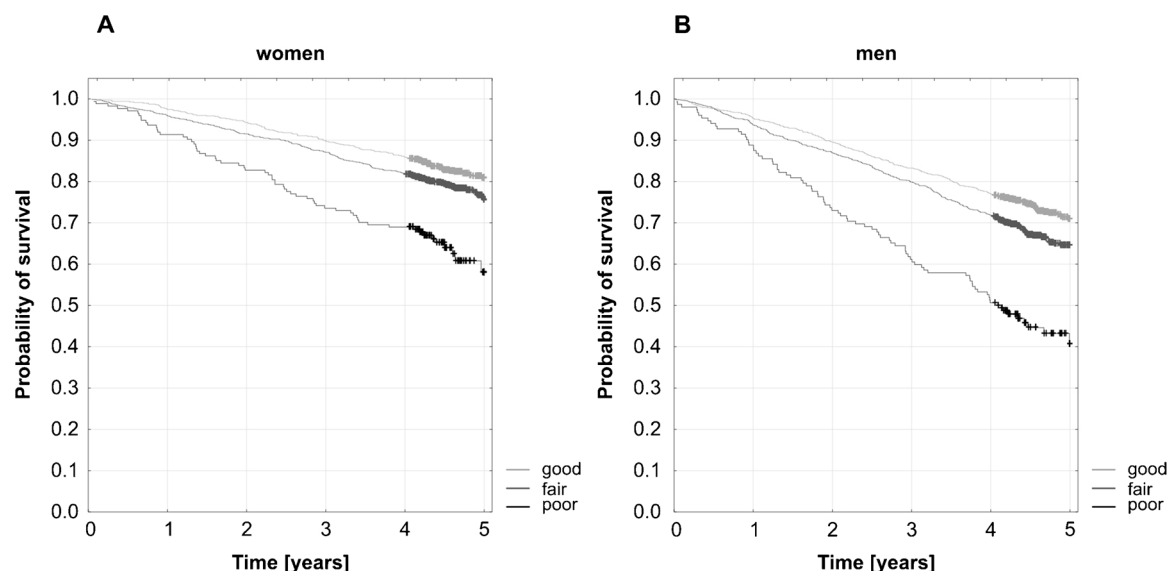 A
women
Probability of survival
1.0
0.9
0.8
0.7
0.6
0.5
0.4
0.3
0.2
0.1
0.0
0 1 2 3 4 5
Time [years]
good
fair
poor
B
men
Probability of survival
1.0
0.9
0.8
0.7
0.6
0.5
0.4
0.3
0.2
0.1
0.0
0 1 2 3 4 5
Time [years]
good
fair
poor